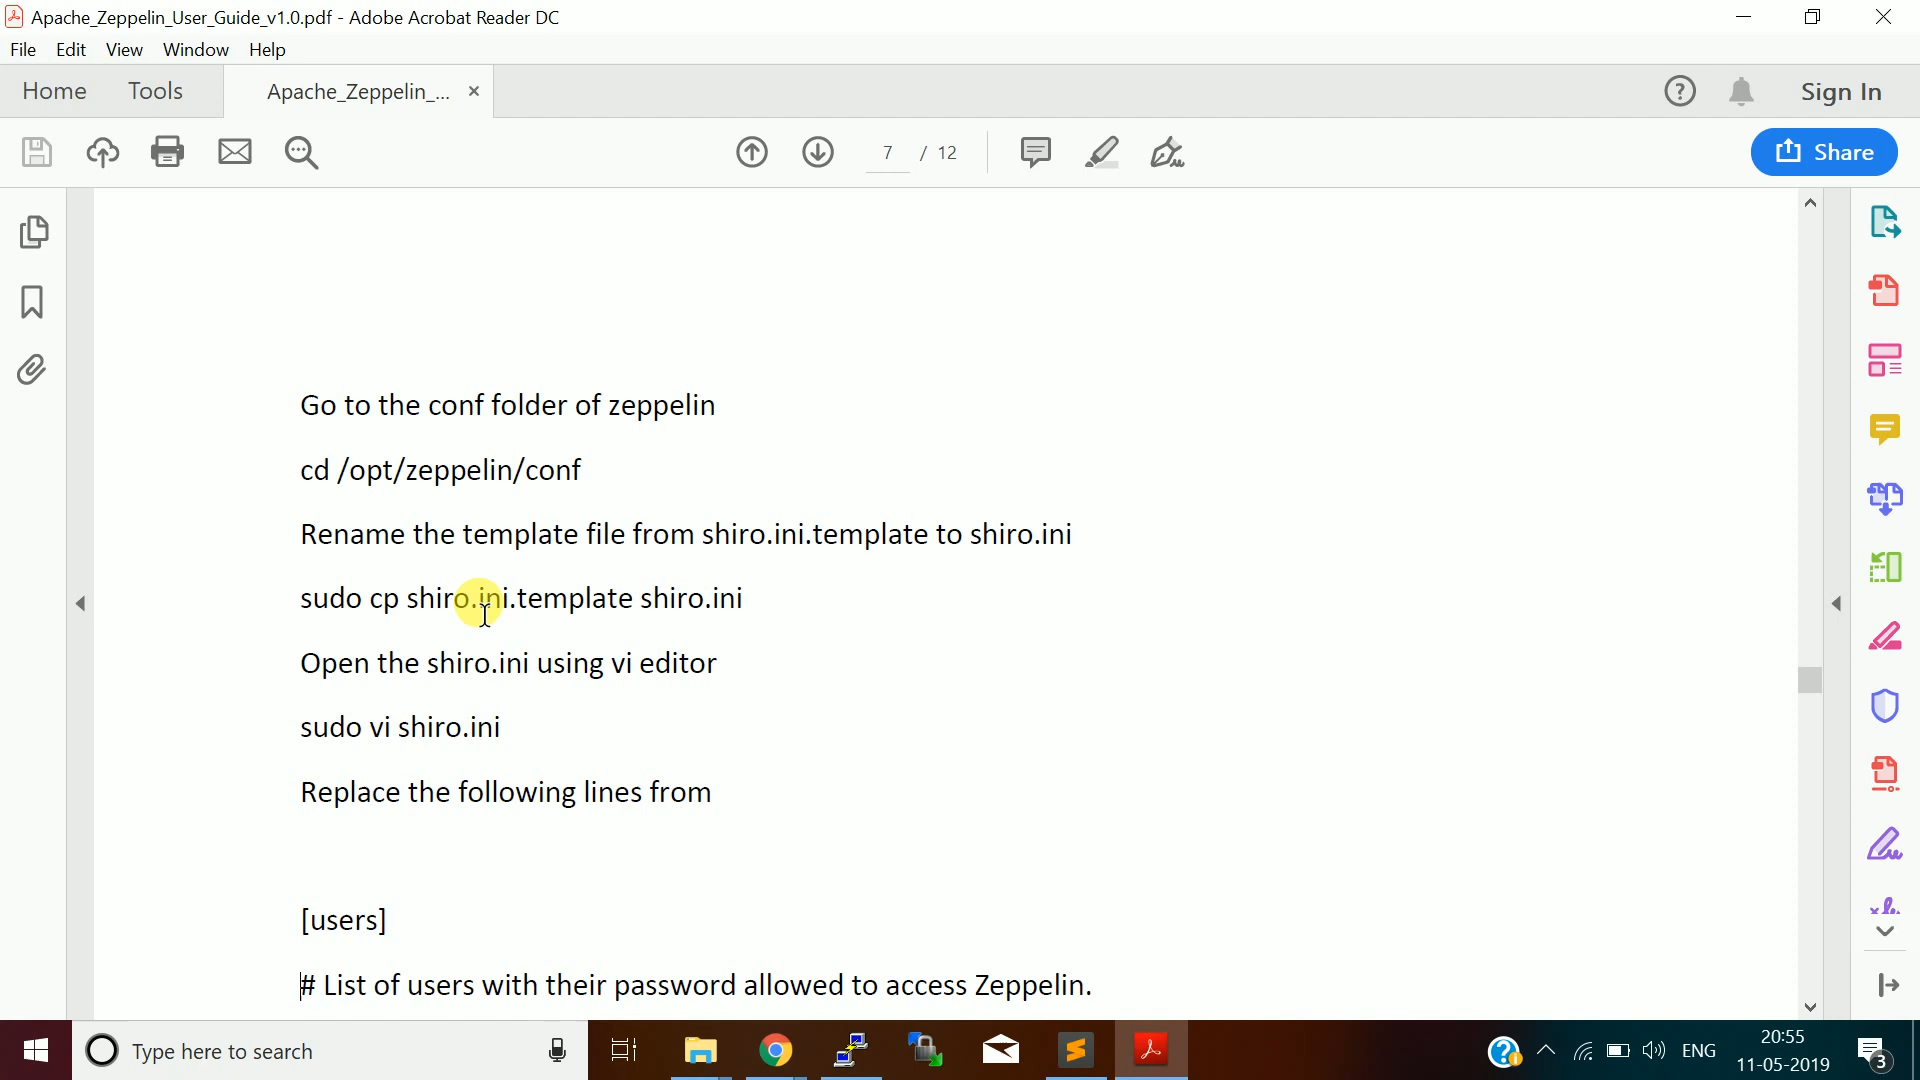 Apache_Zeppelin_User_Guide_v1.0.pdf - Adobe Acrobat Reader DC
File Edit View Window Help
Home Tools Apache_Zeppelin_... × Sign In
7 / 12 Share
Go to the conf folder of zeppelin
cd /opt/zeppelin/conf
Rename the template file from shiro.ini.template to shiro.ini
sudo cp shiro.ini.template shiro.ini
Open the shiro.ini using vi editor
sudo vi shiro.ini
Replace the following lines from
[users]
# List of users with their password allowed to access Zeppelin.
Type here to search
ENG
20:55
11-05-2019
3